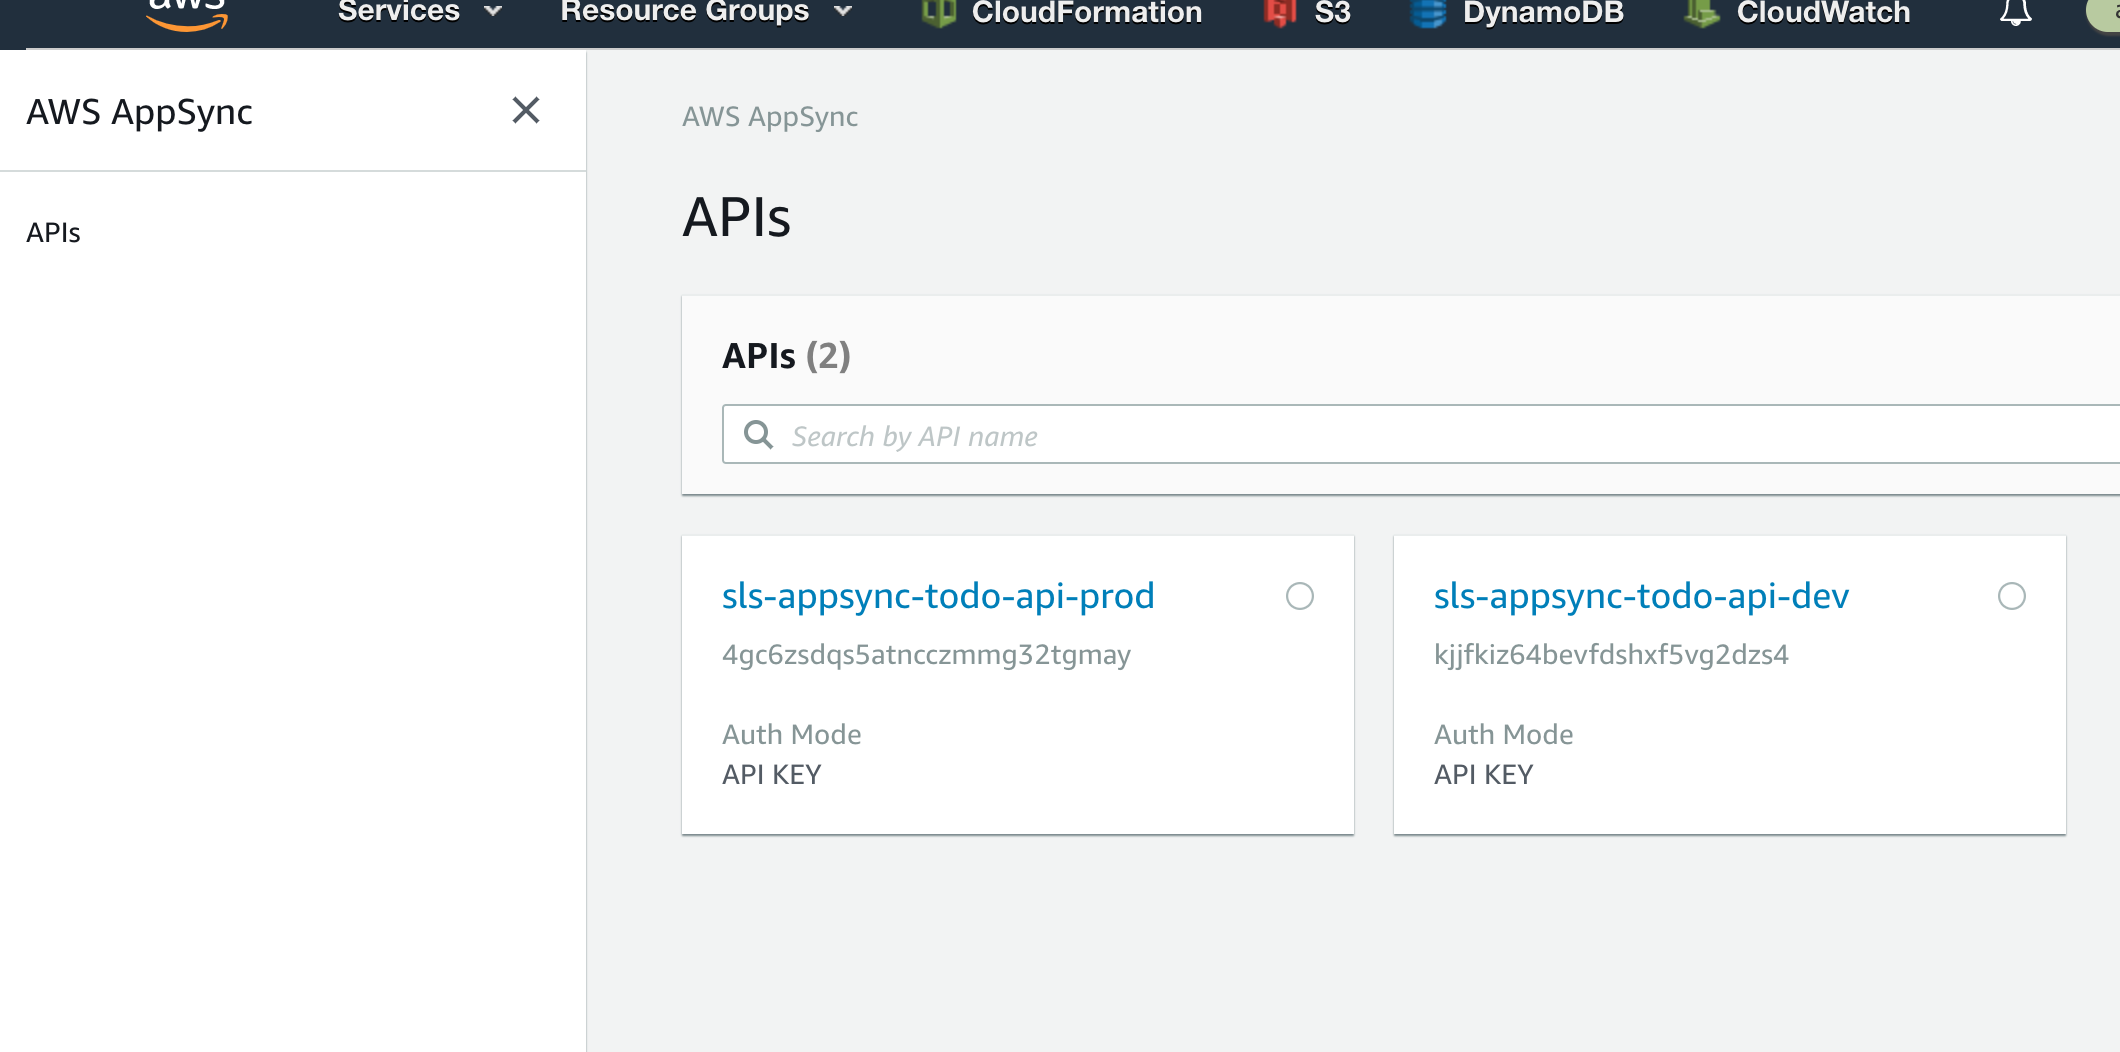 aws Services Resource Groups CloudFormation S3 DynamoDB CloudWatch
AWS AppSync
APIs
AWS AppSync
APIs
APIs (2)
Search by API name
sls-appsync-todo-api-prod
4gc6zsdqs5atncczmmg32tgmay
Auth Mode
API KEY
sls-appsync-todo-api-dev
kjjfkiz64bevfdshxf5vg2dzs4
Auth Mode
API KEY